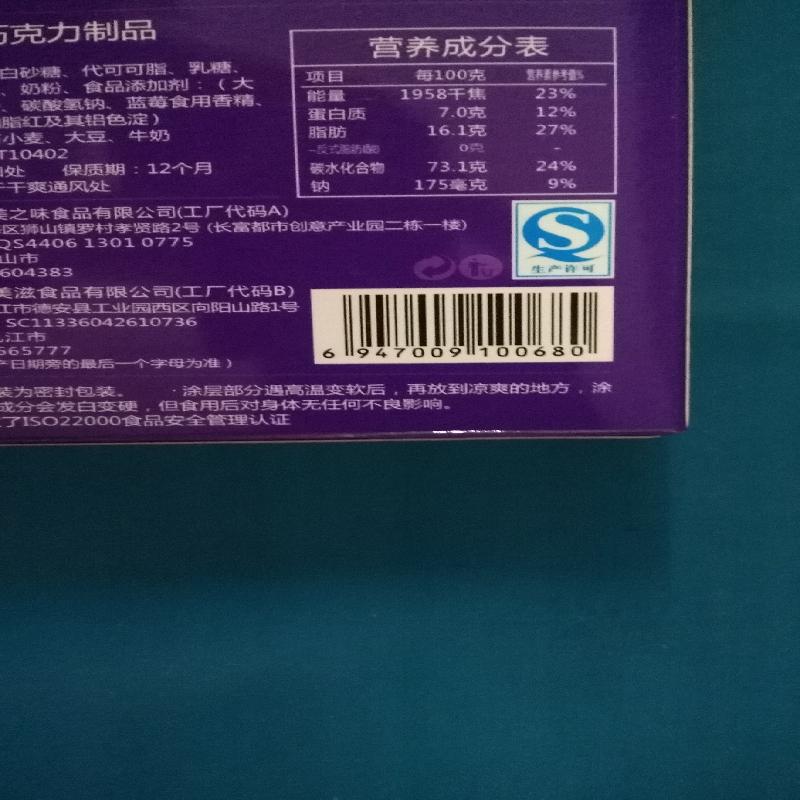 巧克力制品
白砂糖、代可可脂、乳糖、
、奶粉、食品添加剂：（大
、碳酸氢钠、蓝莓食用香精、
脂红及其铝色淀）
小麦、大豆、牛奶
T10402
处 保质期：12个月
干爽通风处
营养成分表
项目 每100克 营养素参考值%
能量 1958千焦 23%
蛋白质 7.0克 12%
脂肪 16.1克 27%
-反式脂肪酸 0克 -
碳水化合物 73.1克 24%
钠 175毫克 9%
美之味食品有限公司(工厂代码A)
区狮山镇罗村孝贤路2号 (长富都市创意产业园二栋一楼)
QS4406 1301 0775
山市
604383
美滋食品有限公司(工厂代码B)
江市德安县工业园西区向阳山路1号
SC11336042610736
九江市
565777
产日期旁的最后一个字母为准）
生产许可
6 947009 100680
装为密封包装。 ·涂层部分遇高温变软后，再放到凉爽的地方，涂
成分会发白变硬，但食用后对身体无任何不良影响。
了ISO22000食品安全管理认证